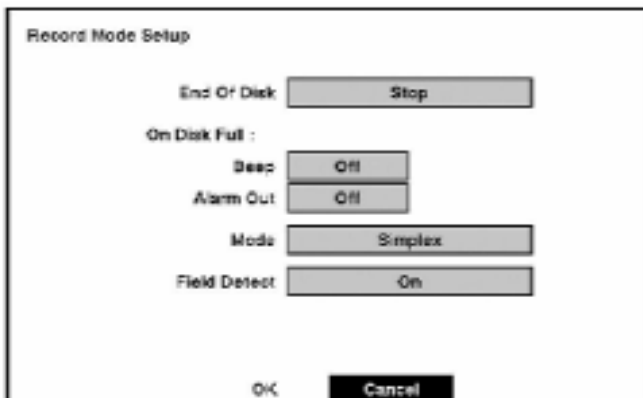 Record Mode Setup
End Of Disk Stop
On Disk Full :
Beep Off
Alarm Out Off
Mode Simplex
Field Detect On
OK Cancel